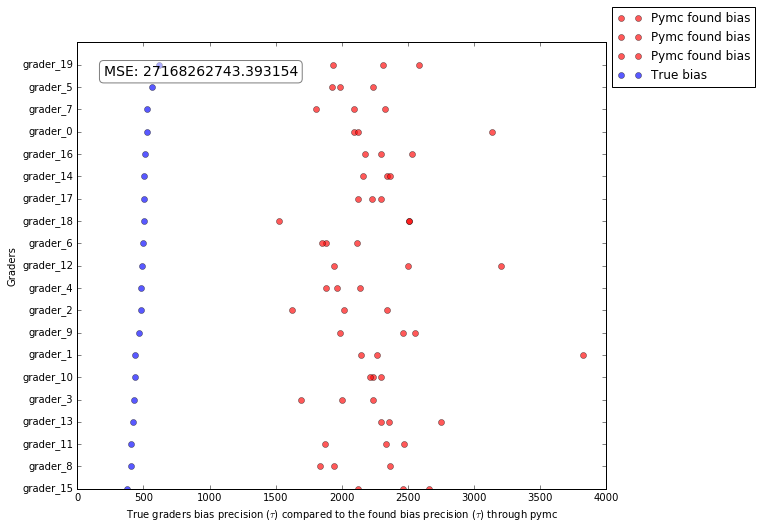 Pymc found bias
Pymc found bias
Pymc found bias
True bias
MSE: 27168262743.393154
Graders
grader_19
grader_5
grader_7
grader_0
grader_16
grader_14
grader_17
grader_18
grader_6
grader_12
grader_4
grader_2
grader_9
grader_1
grader_10
grader_3
grader_13
grader_11
grader_8
grader_15
0 500 1000 1500 2000 2500 3000 3500 4000
True graders bias precision (τ) compared to the found bias precision (τ) through pymc